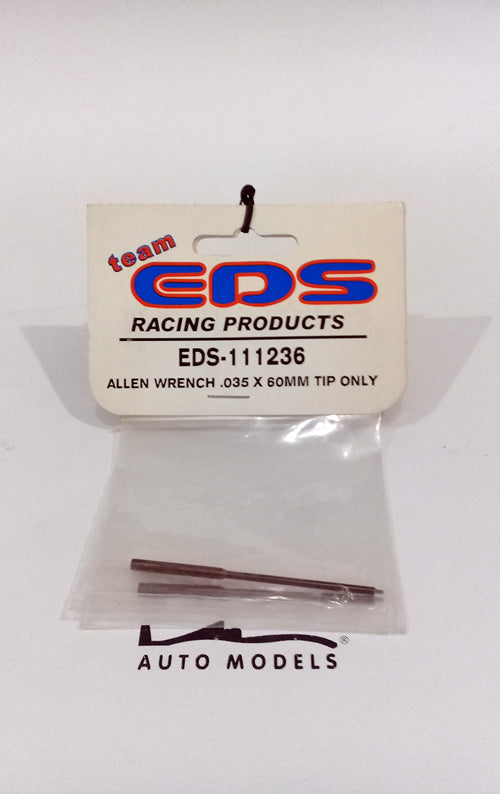 team
EDS
RACING PRODUCTS
EDS-111236
ALLEN WRENCH .035 X 60MM TIP ONLY
®
AUTO MODELS